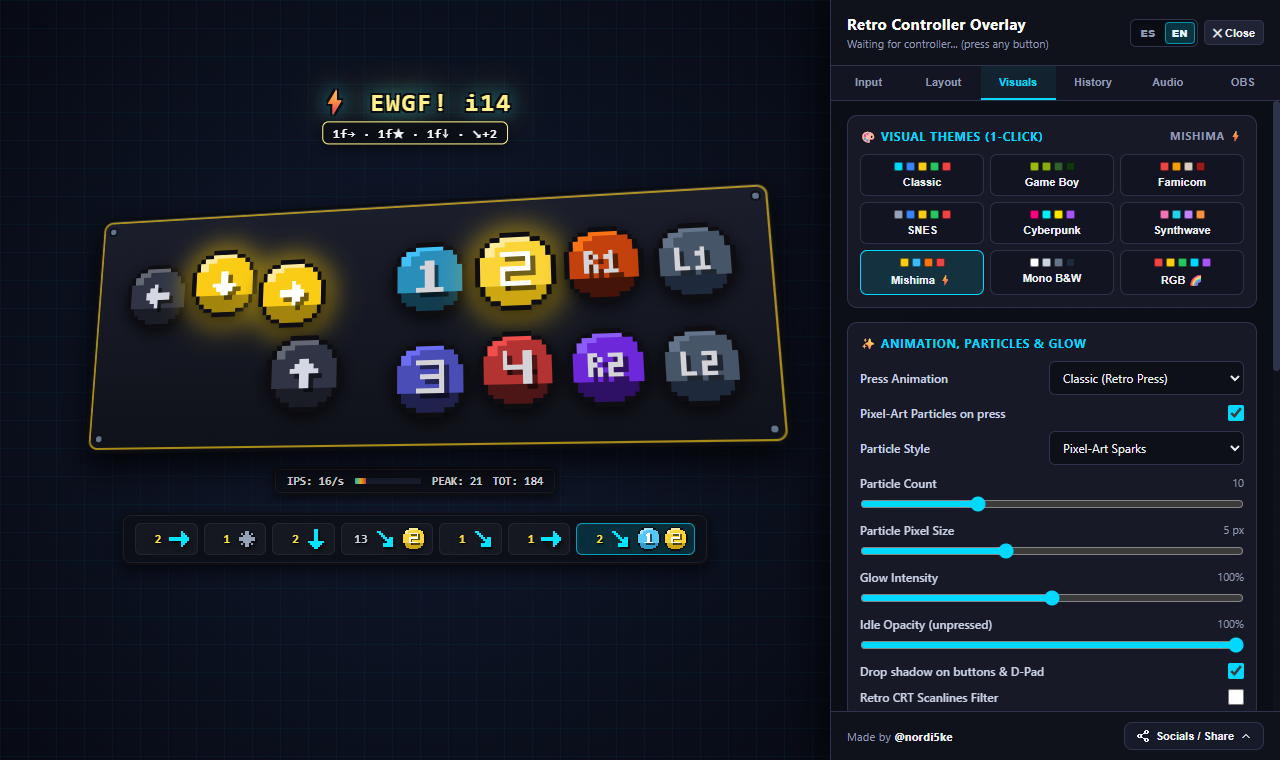 ⚡ EWGF! i14
1f→ · 1f★ · 1f↓ · ↘+2
← ↓ → 1 2 R1 L1
↑ 3 4 R2 L2
IPS: 16/s PEAK: 21 TOT: 184
2 → 1 2 ↓ 13 ↘ 2 1 ↘ 1 → 2 ↘ 1 2
Retro Controller Overlay
Waiting for controller... (press any button)
ES EN ✕ Close
Input Layout Visuals History Audio OBS
🎨 VISUAL THEMES (1-CLICK) MISHIMA ⚡
Classic Game Boy Famicom
SNES Cyberpunk Synthwave
Mishima ⚡ Mono B&W RGB 🌈
✨ ANIMATION, PARTICLES & GLOW
Press Animation Classic (Retro Press)
Pixel-Art Particles on press
Particle Style Pixel-Art Sparks
Particle Count 10
Particle Pixel Size 5 px
Glow Intensity 100%
Idle Opacity (unpressed) 100%
Drop shadow on buttons & D-Pad
Retro CRT Scanlines Filter
Made by @nordi5ke Socials / Share